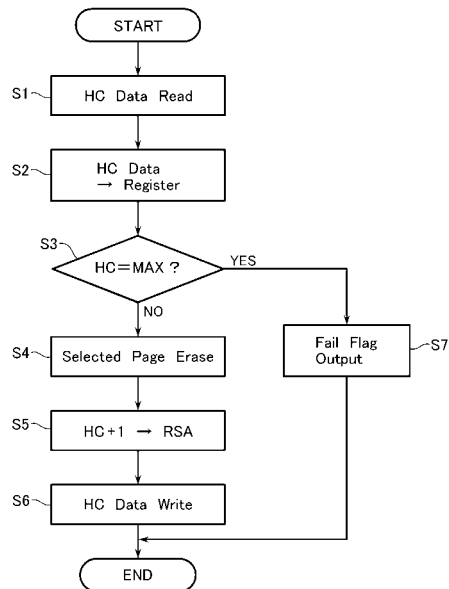 START
S1
HC Data Read
S2
HC Data
→ Register
S3
HC=MAX ?
YES
NO
S4
Selected Page Erase
Fail Flag
Output
S7
S5
HC+1 → RSA
S6
HC Data Write
END